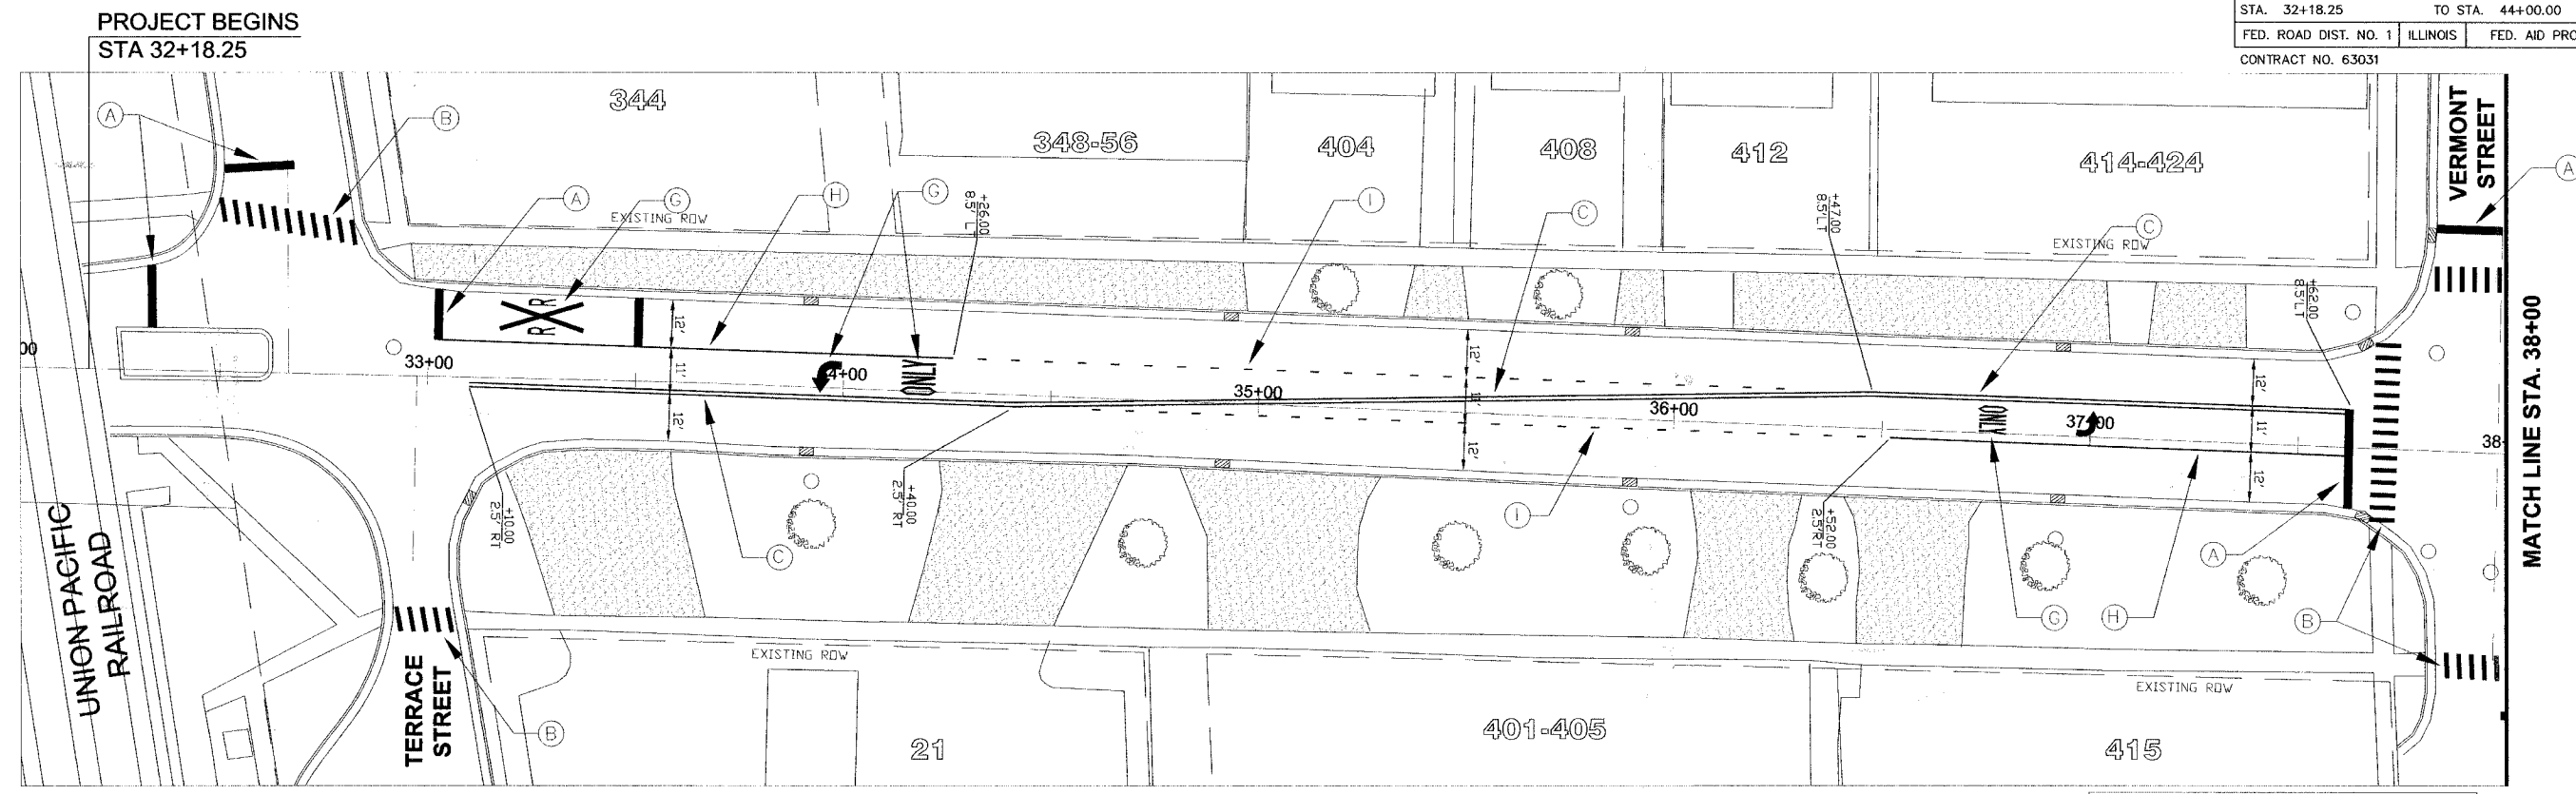 PROJECT BEGINS
STA 32+18.25
STA. 32+18.25 TO STA. 44+00.00
FED. ROAD DIST. NO. 1 ILLINOIS FED. AID PRO
CONTRACT NO. 63031
344
348-56
404
408
412
414-424
VERMONT
STREET
A
B
A
G
H
G
I
C
C
A
EXISTING ROW
EXISTING ROW
+26.00
8.5' LT
+47.00
8.5'LT
+62.00
8.5'LT
R R
12'
11'
12'
12'
11'
12'
12'
11'
12'
ONLY
ONLY
00
33+00
4+00
35+00
36+00
37+00
38+
MATCH LINE STA. 38+00
+10.00
2.5' RT
+40.00
2.5' RT
+52.00
2.5'RT
C
I
A
G
H
B
B
UNION PACIFIC
RAILROAD
TERRACE
STREET
EXISTING ROW
EXISTING ROW
21
401-405
415